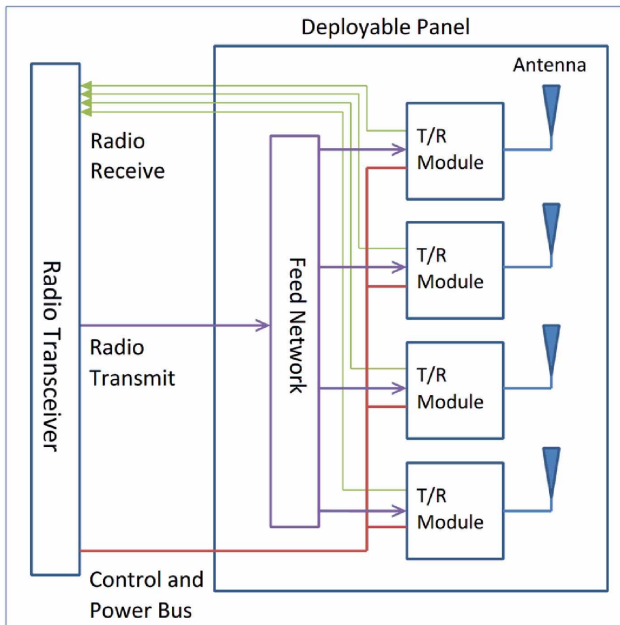 Deployable Panel
Antenna
Radio
Receive
T/R
Module
Radio Transceiver
Feed Network
T/R
Module
Radio
Transmit
T/R
Module
T/R
Module
Control and
Power Bus